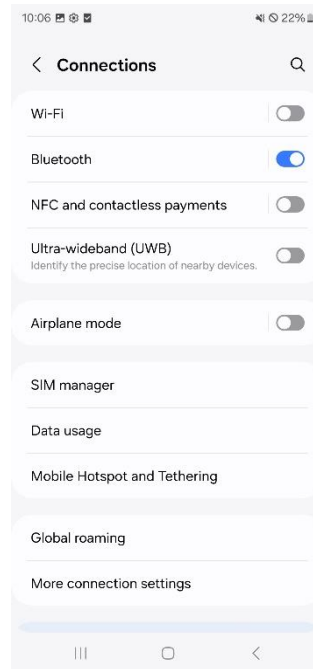 10:06 22%
Connections
Wi-Fi
Bluetooth
NFC and contactless payments
Ultra-wideband (UWB)
Identify the precise location of nearby devices.
Airplane mode
SIM manager
Data usage
Mobile Hotspot and Tethering
Global roaming
More connection settings